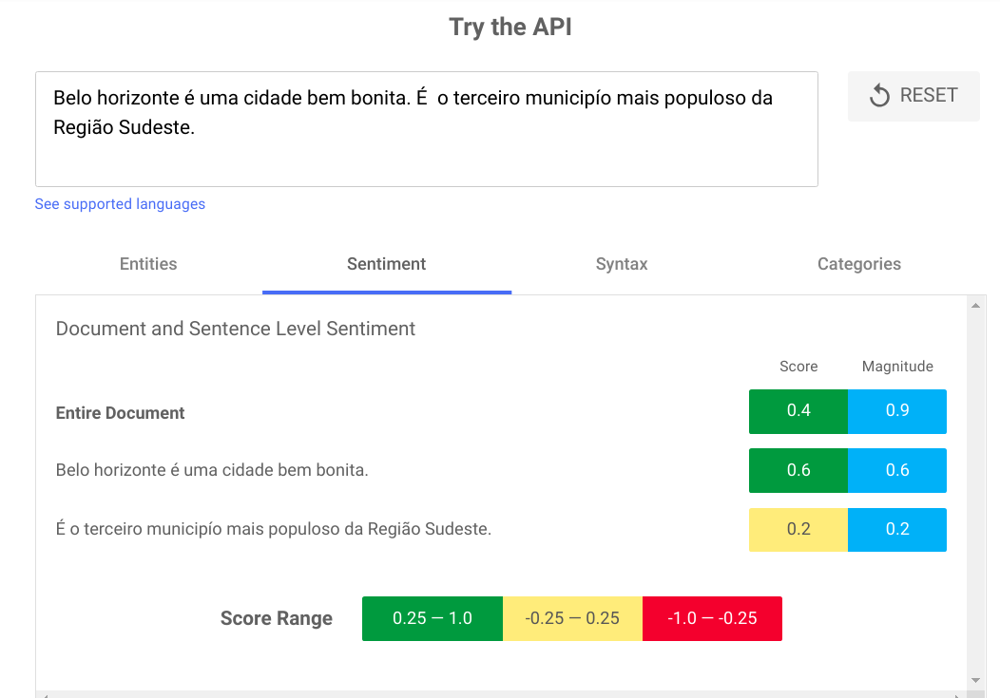 Try the API
Belo horizonte é uma cidade bem bonita. É  o terceiro municipío mais populoso da
Região Sudeste.
RESET
See supported languages
Entities Sentiment Syntax Categories
Document and Sentence Level Sentiment
Score Magnitude
Entire Document 0.4 0.9
Belo horizonte é uma cidade bem bonita. 0.6 0.6
É o terceiro municipío mais populoso da Região Sudeste. 0.2 0.2
Score Range 0.25 — 1.0 -0.25 — 0.25 -1.0 — -0.25